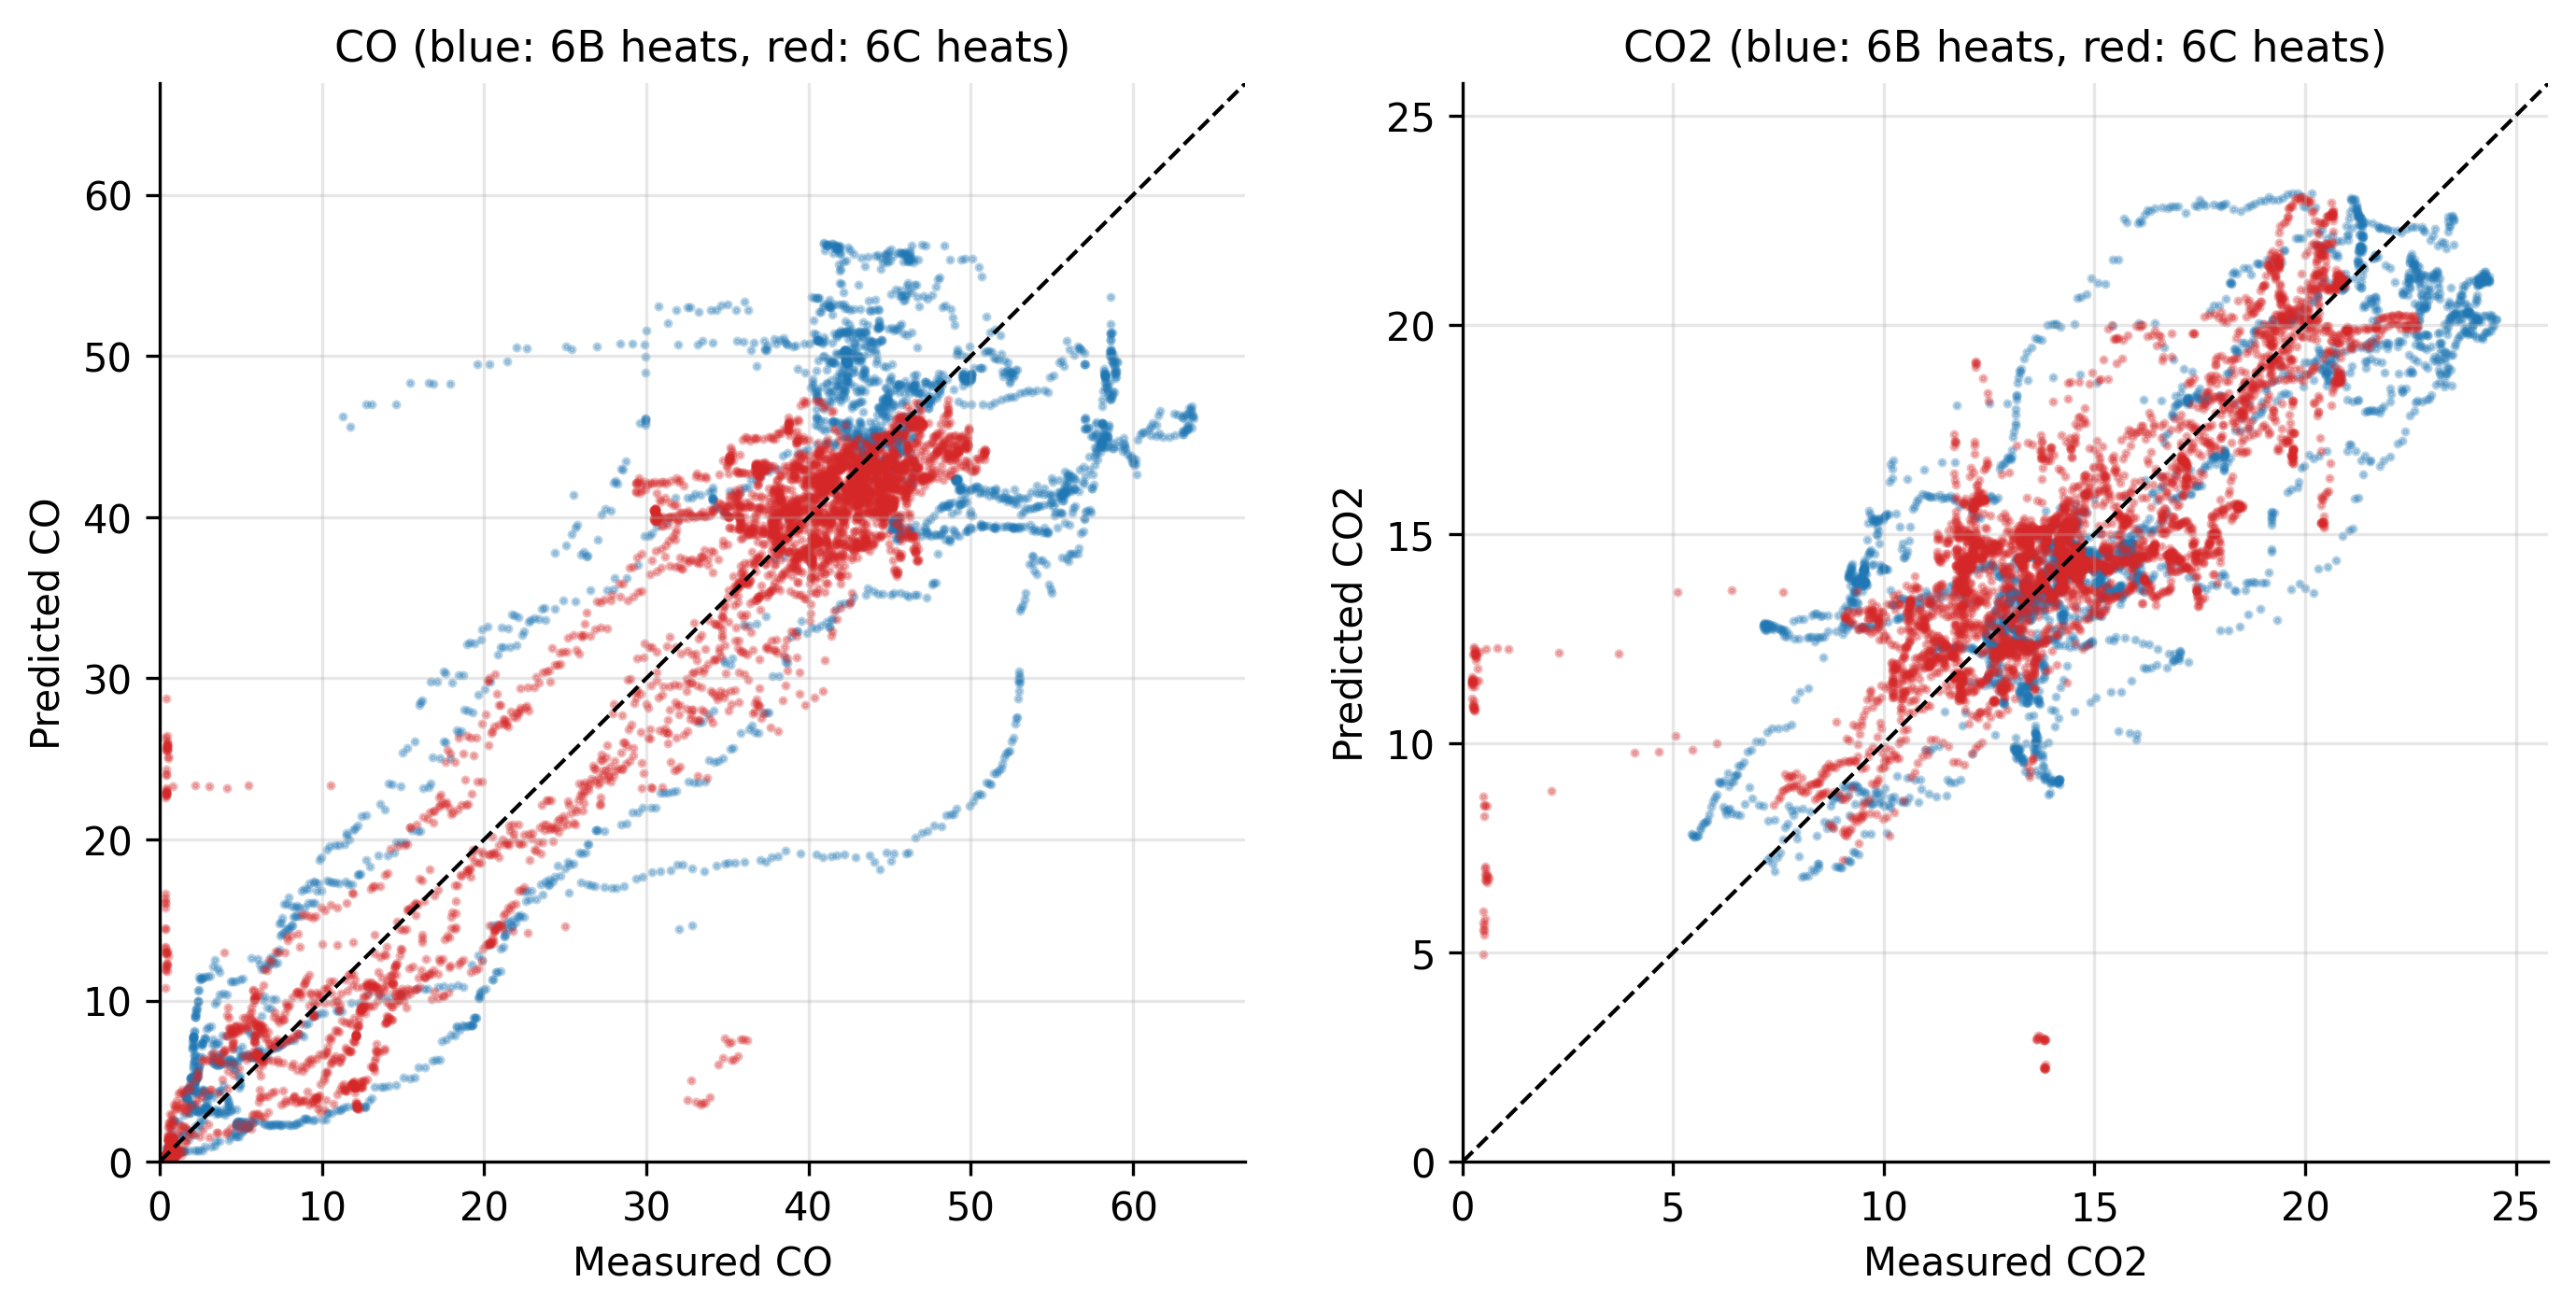 CO (blue: 6B heats, red: 6C heats)
60
50
40
30
20
10
0
Predicted CO
0 10 20 30 40 50 60
Measured CO
CO2 (blue: 6B heats, red: 6C heats)
25
20
15
10
5
0
Predicted CO2
0 5 10 15 20 25
Measured CO2